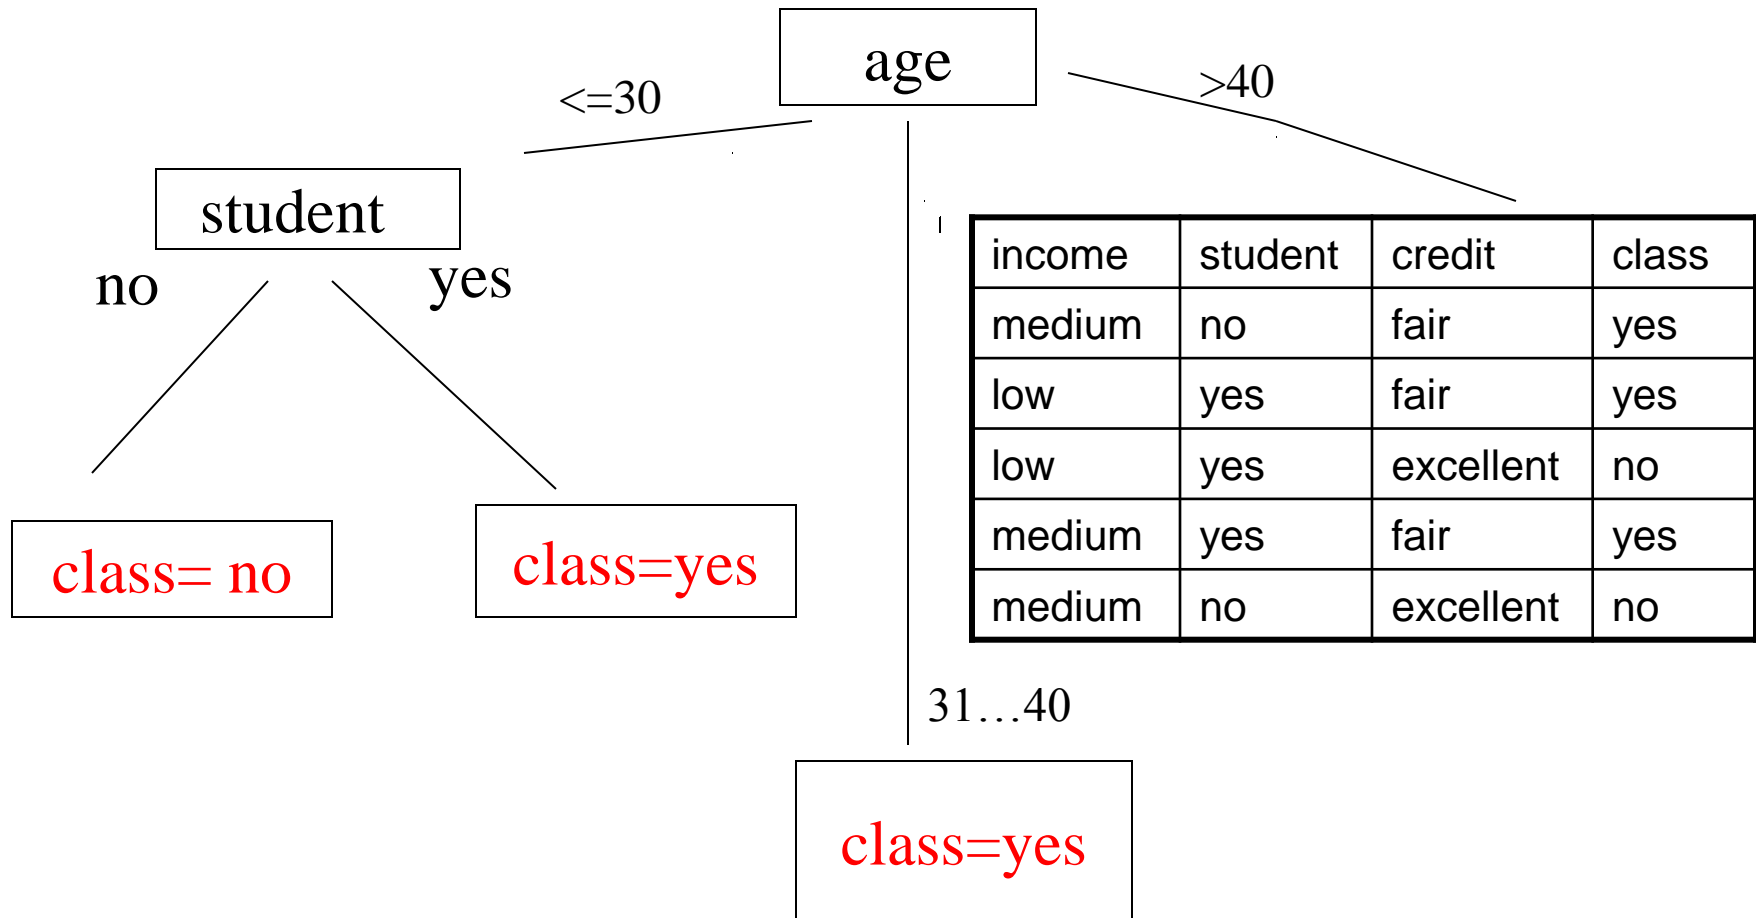 age
<=30
>40
student
no
yes
income student credit class
medium no fair yes
low yes fair yes
low yes excellent no
medium yes fair yes
medium no excellent no
class= no
class=yes
31…40
class=yes